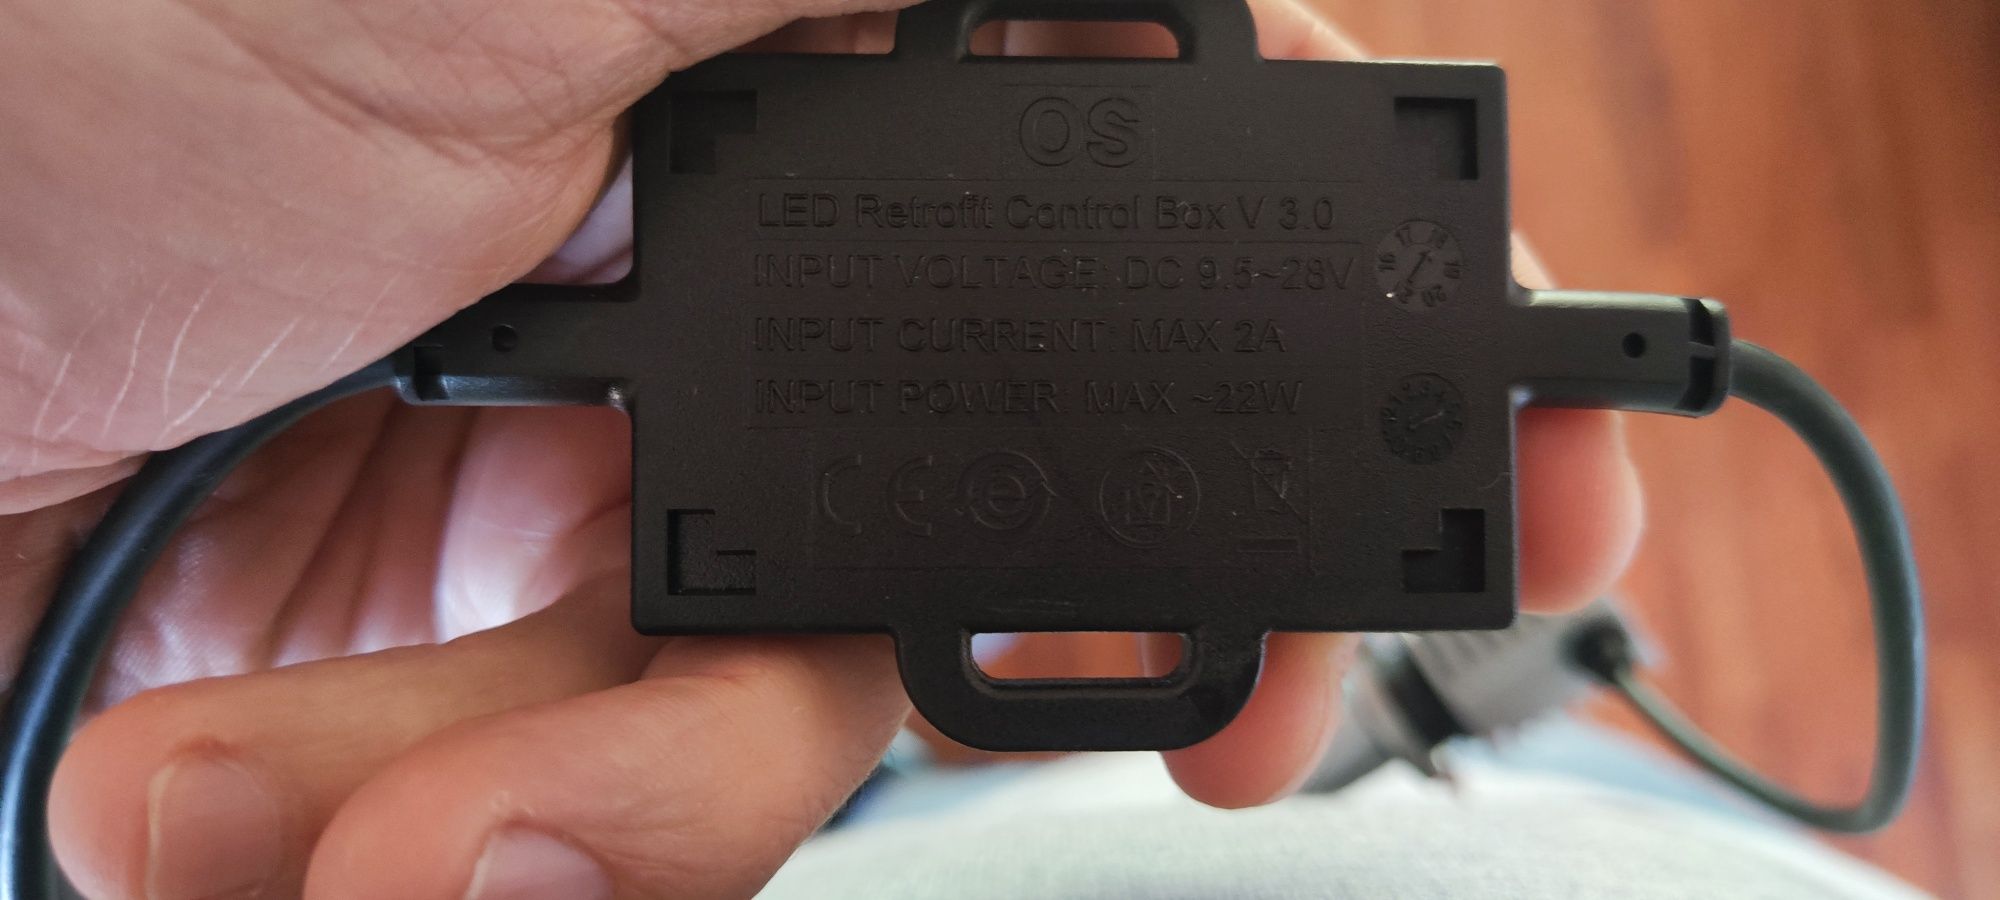 OS
LED Retrofit Control Box V 3.0
INPUT VOLTAGE: DC 9.5~28V
INPUT CURRENT: MAX 2A
INPUT POWER: MAX ~22W
CE e